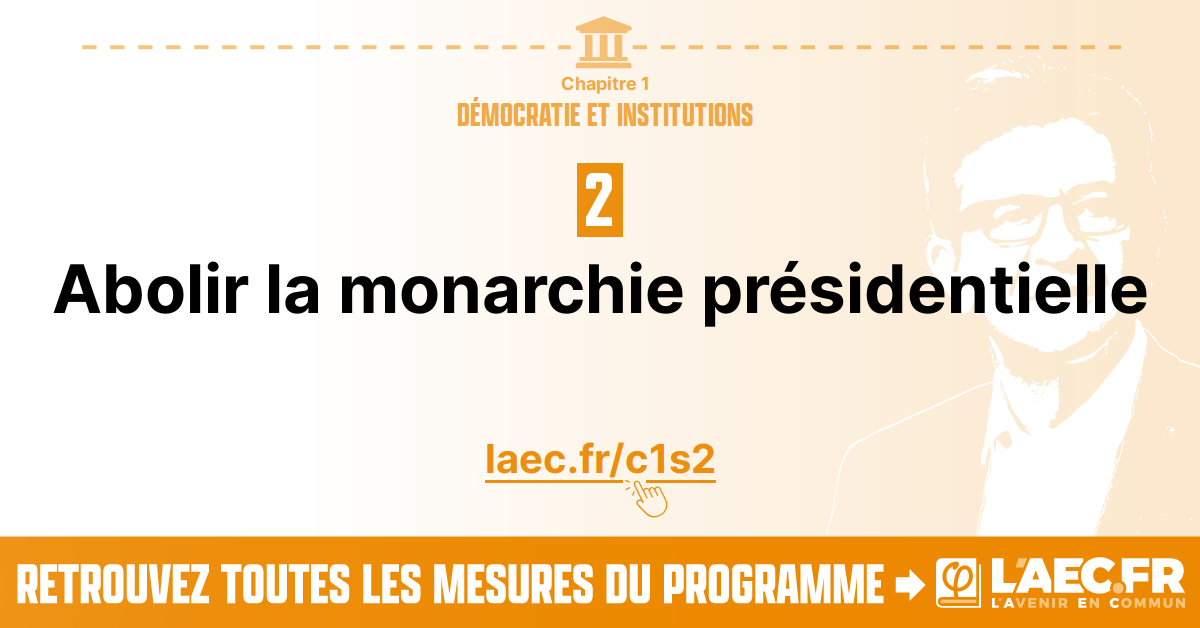 Chapitre 1
DÉMOCRATIE ET INSTITUTIONS
2
Abolir la monarchie présidentielle
laec.fr/c1s2
RETROUVEZ TOUTES LES MESURES DU PROGRAMME
φ L'AEC.FR
L'AVENIR EN COMMUN